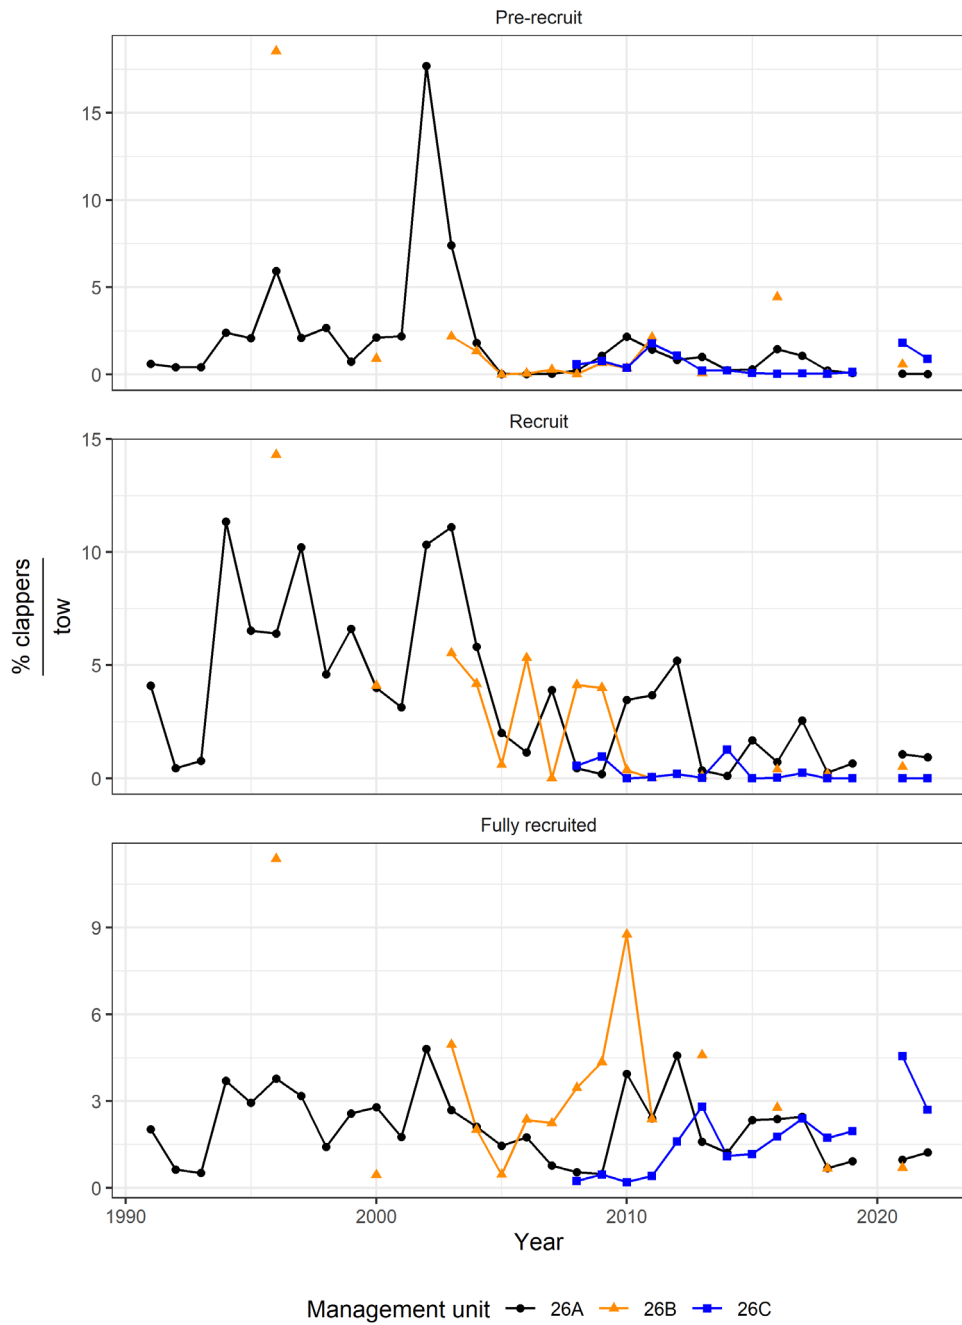 Pre-recruit
15
10
5
0
Recruit
15
10
5
0
Fully recruited
9
6
3
0
% clappers
tow
1990 2000 2010 2020
Year
Management unit 26A 26B 26C